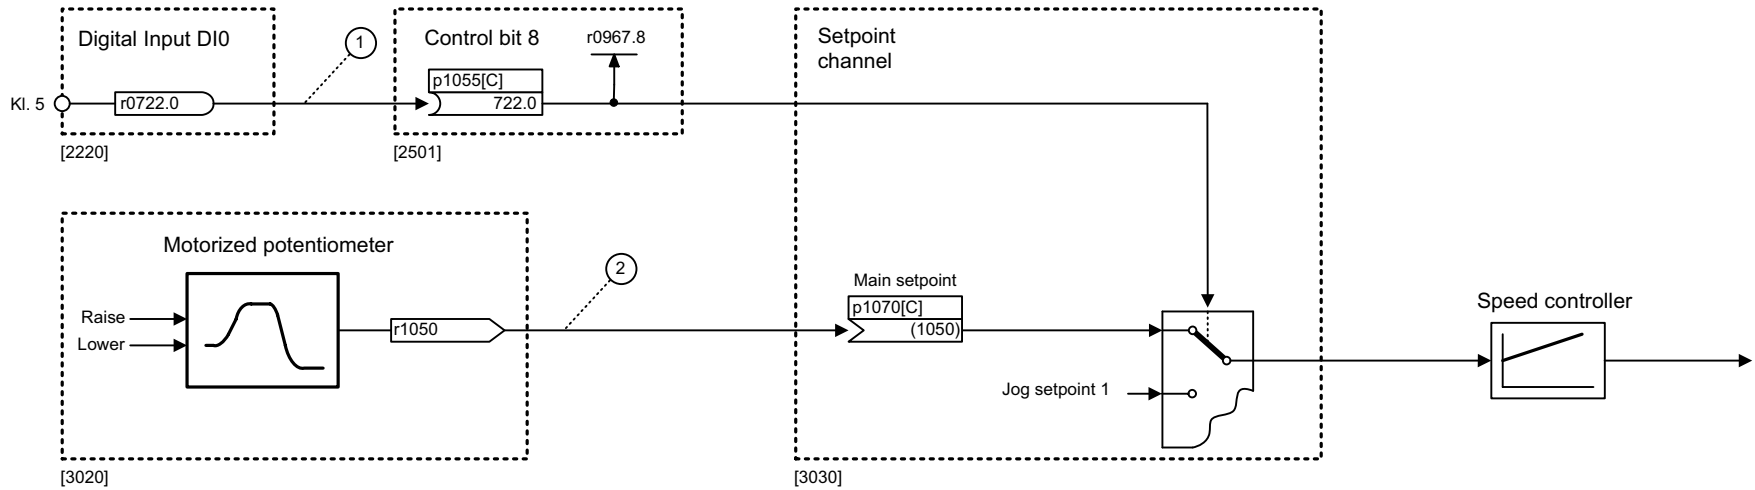 Digital Input DI0
1
Control bit 8
r0967.8
Setpoint
channel
p1055[C]
Kl. 5
r0722.0
722.0
[2220]
[2501]
Motorized potentiometer
2
Main setpoint
p1070[C]
Speed controller
Raise
r1050
(1050)
Lower
Jog setpoint 1
[3020]
[3030]